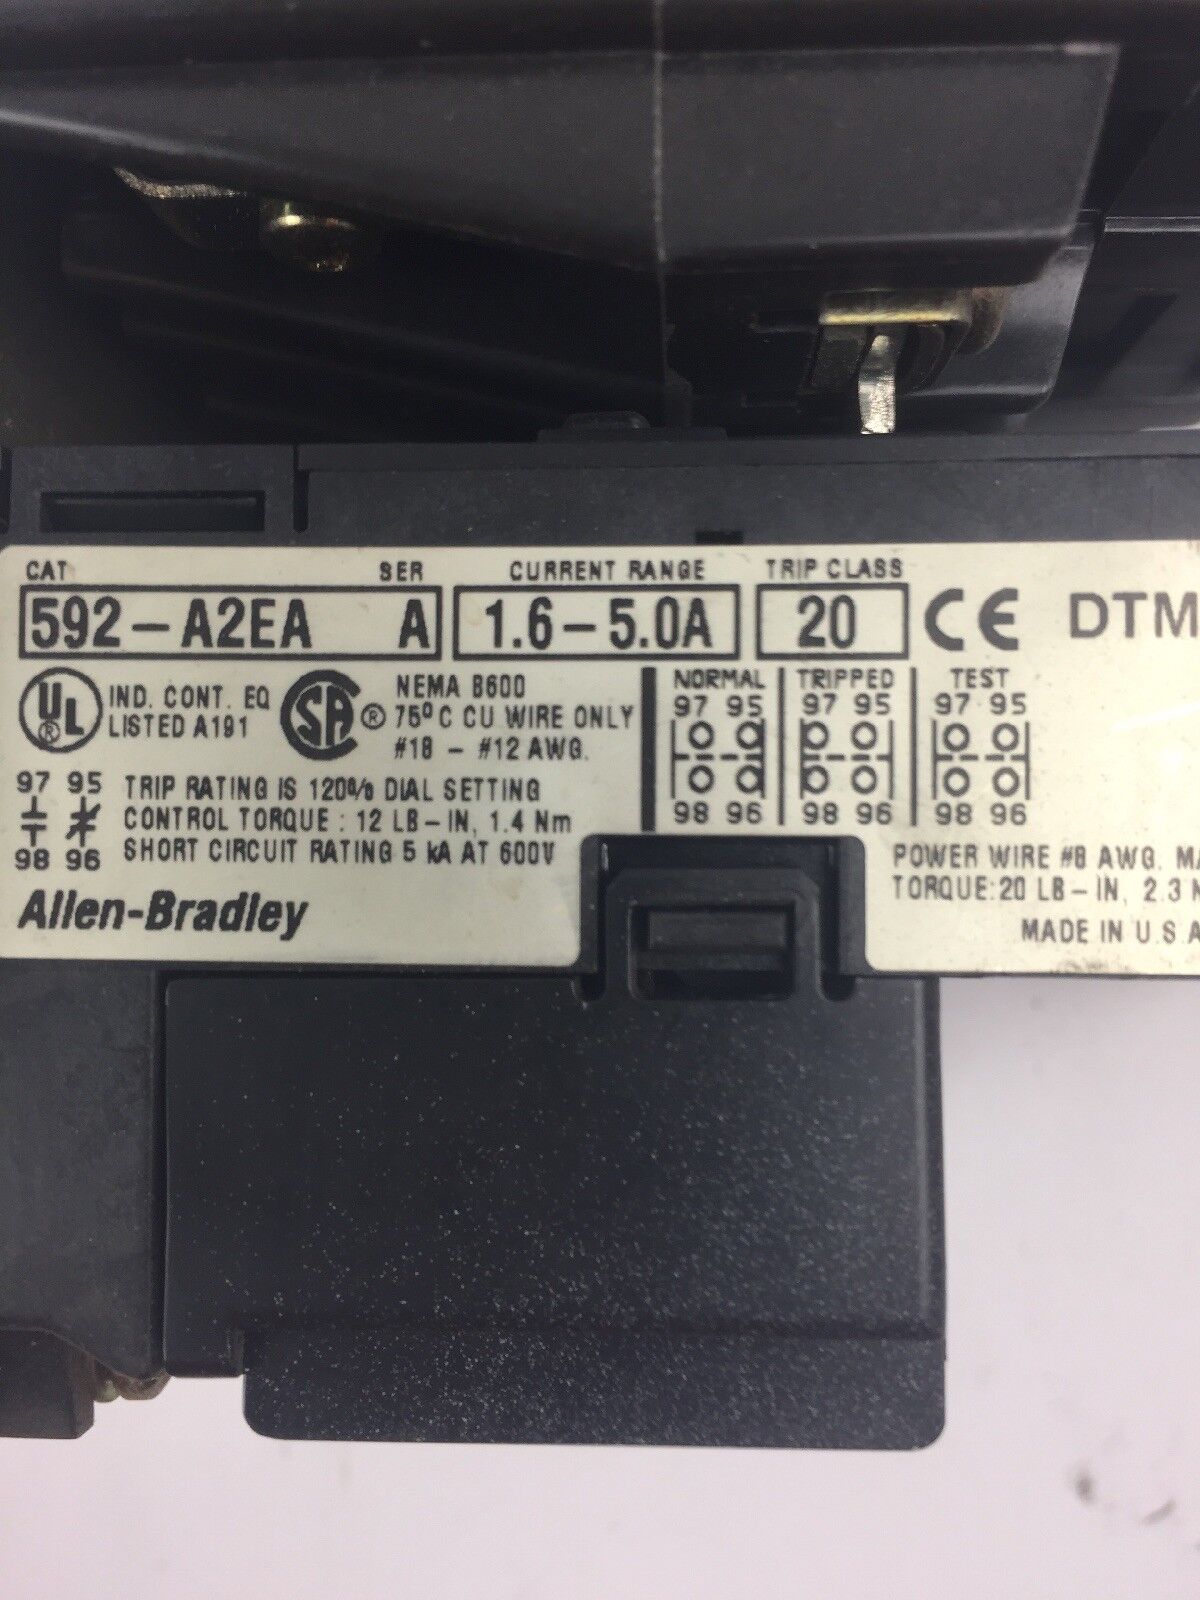 CAT SER CURRENT RANGE TRIP CLASS
592-A2EA A 1.6-5.0A 20 CE DTM
UL ® IND. CONT. EQ
LISTED A191
SA ® NEMA B600
75°C CU WIRE ONLY
#18 - #12 AWG.
NORMAL TRIPPED TEST
97 95 97 95 97 95
98 96 98 96 98 96
97 95
98 96
TRIP RATING IS 120% DIAL SETTING
CONTROL TORQUE: 12 LB-IN, 1.4 Nm
SHORT CIRCUIT RATING 5 kA AT 600V
Allen-Bradley
POWER WIRE #8 AWG.
TORQUE: 20 LB-IN, 2.3
MADE IN U.S.A